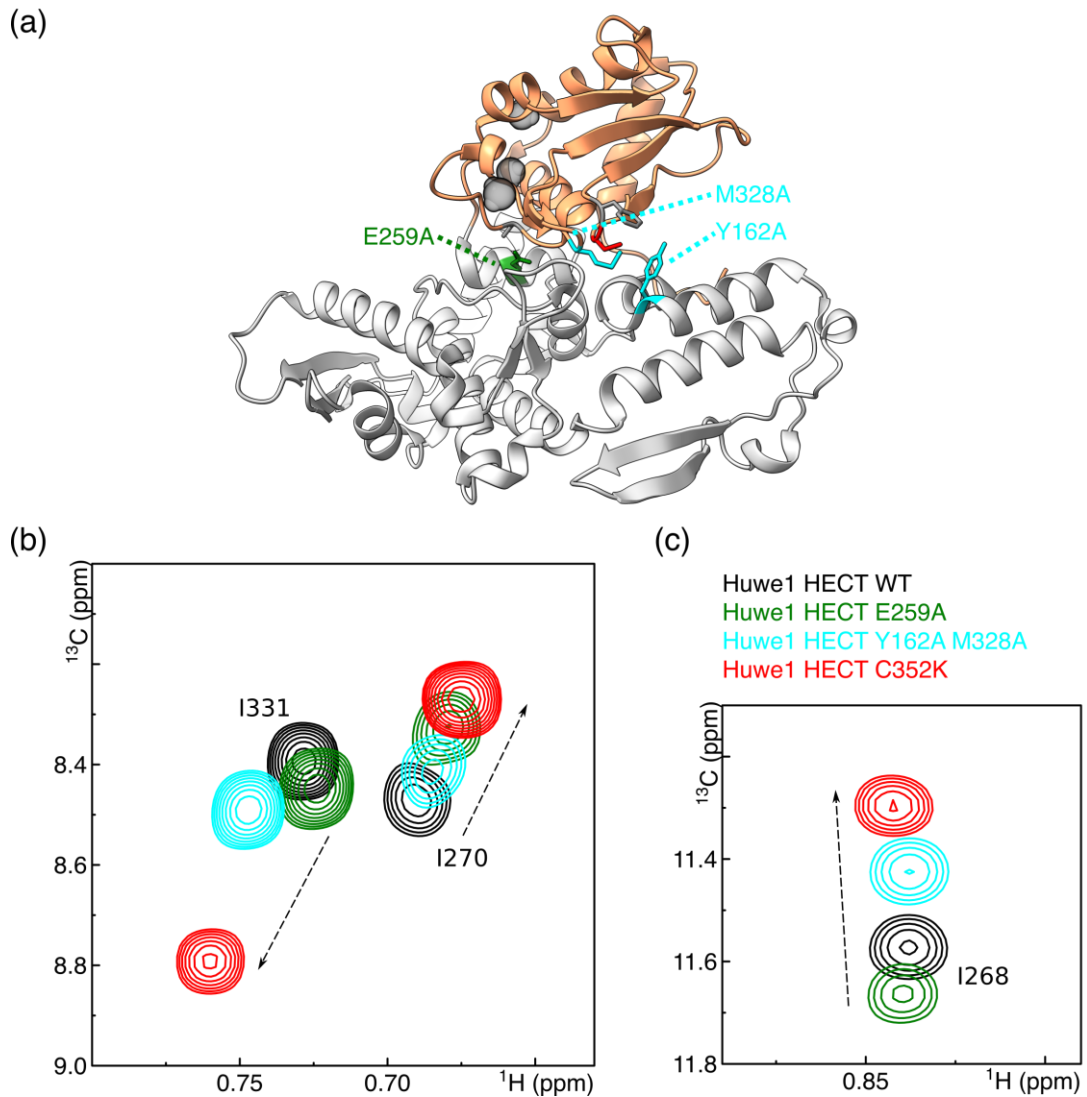 (a)
M328A
Y162A
E259A
(b)
13C (ppm)
I331
I270
8.4
8.6
8.8
9.0
0.75
0.70
1H (ppm)
(c)
Huwe1 HECT WT
Huwe1 HECT E259A
Huwe1 HECT Y162A M328A
Huwe1 HECT C352K
13C (ppm)
11.4
11.6
I268
11.8
0.85
1H (ppm)